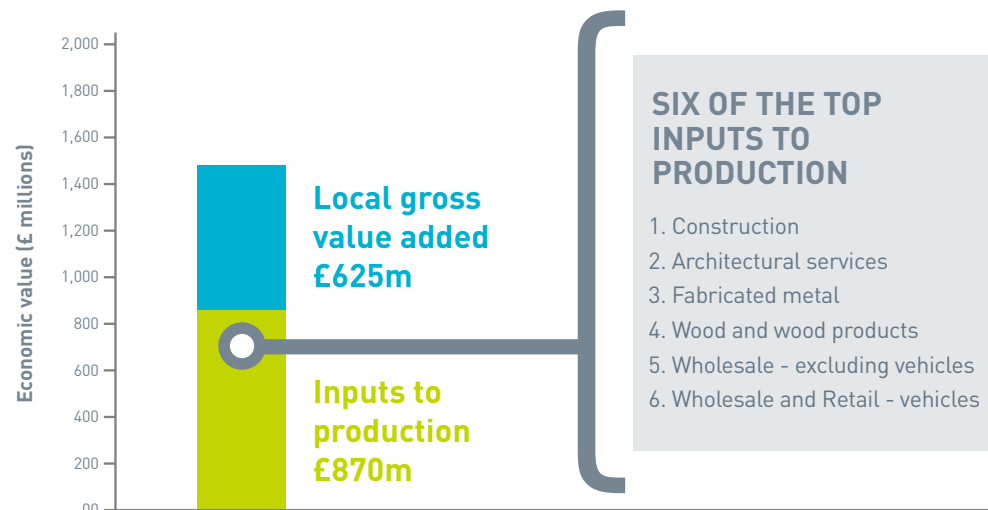 Economic value (£ millions)
2,000
1,800
1,600
1,400
1,200
1,000
800
600
400
200
00
Local gross
value added
£625m
Inputs to
production
£870m
SIX OF THE TOP
INPUTS TO
PRODUCTION
1. Construction
2. Architectural services
3. Fabricated metal
4. Wood and wood products
5. Wholesale - excluding vehicles
6. Wholesale and Retail - vehicles